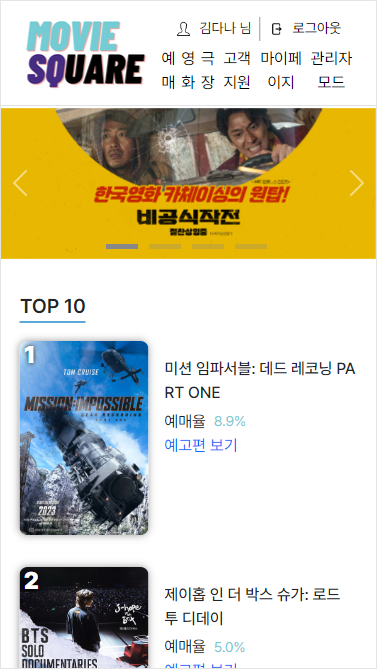 MOVIE
SQUARE
김다나 님
로그아웃
예 영 극 고객 마이페 관리자
매 화 장 지원 이지 모드
한국영화 카체이싱의 원탑!
비공식작전
절찬상영중
TOP 10
1
TOM CRUISE
MISSION:IMPOSSIBLE
DEAD RECKONING
2023
미션 임파서블: 데드 레코닝 PA
RT ONE
예매율 8.9%
예고편 보기
2
j-hope
BOX
BTS
SOLO
DOCUMENTARIES
제이홉 인 더 박스 슈가: 로드
투 디데이
예매율 5.0%
예고편 보기